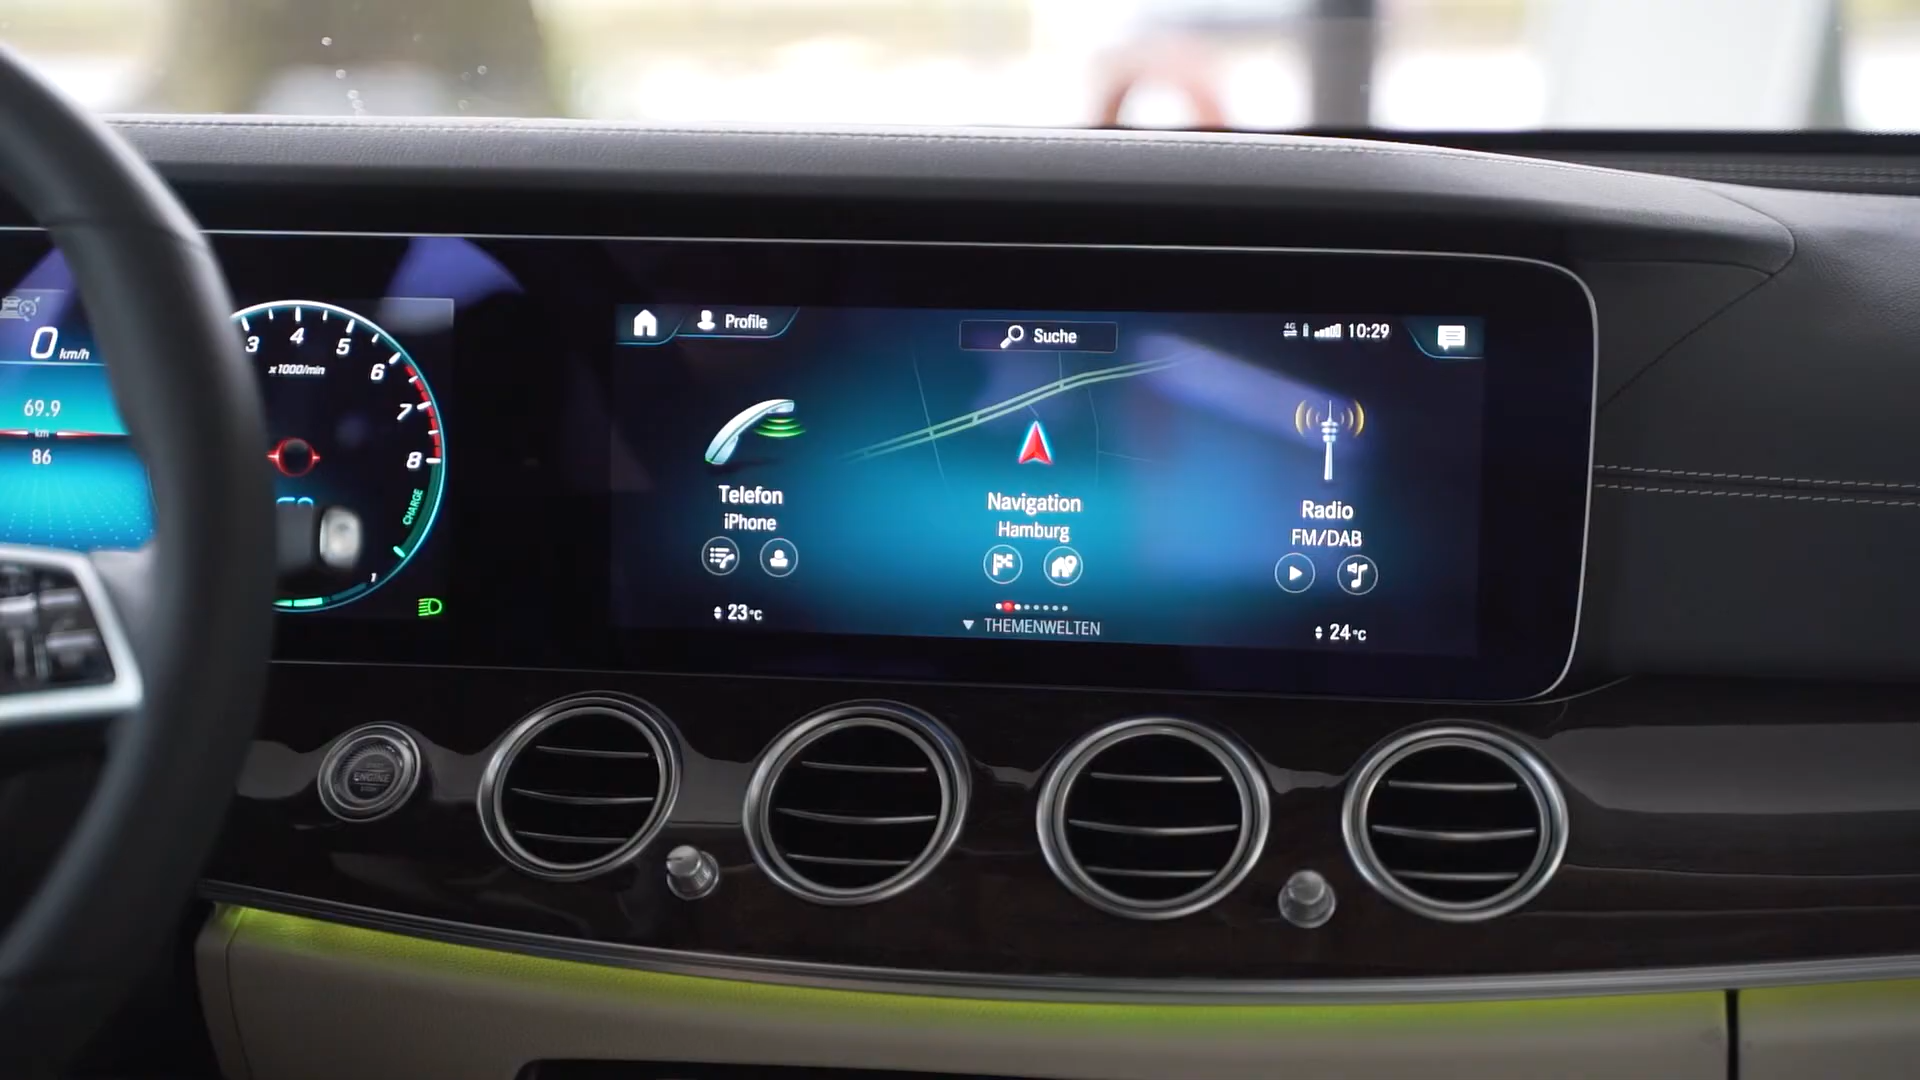 0 km/h
69.9
km
86
3
4
5
6
7
8
x1000/min
CHARGE
Profile
Suche
4G
10:29
Telefon
iPhone
Navigation
Hamburg
Radio
FM/DAB
23°C
THEMENWELTEN
24°C
ENGINE